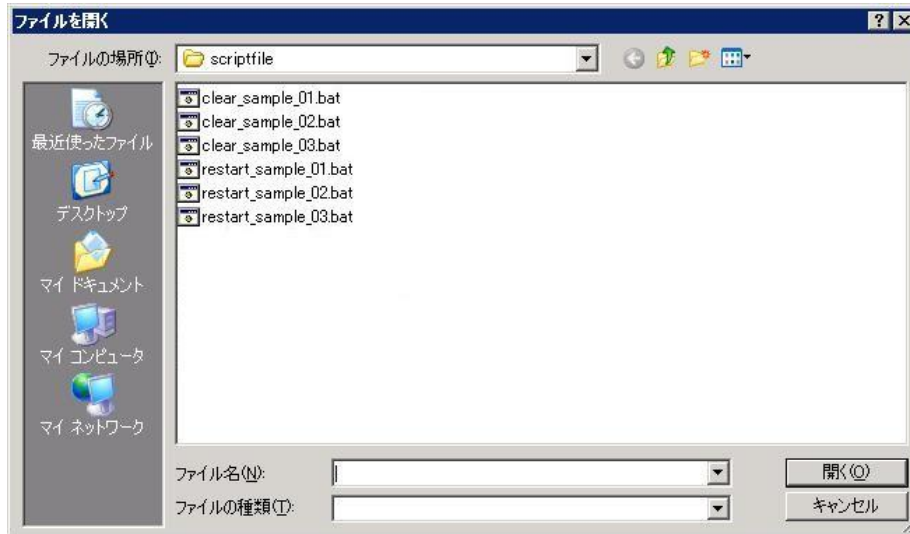 ファイルを開く
ファイルの場所(I):
scriptfile
最近使ったファイル
デスクトップ
マイ ドキュメント
マイ コンピュータ
マイ ネットワーク
clear_sample_01.bat
clear_sample_02.bat
clear_sample_03.bat
restart_sample_01.bat
restart_sample_02.bat
restart_sample_03.bat
ファイル名(N):
開く(O)
ファイルの種類(T):
キャンセル